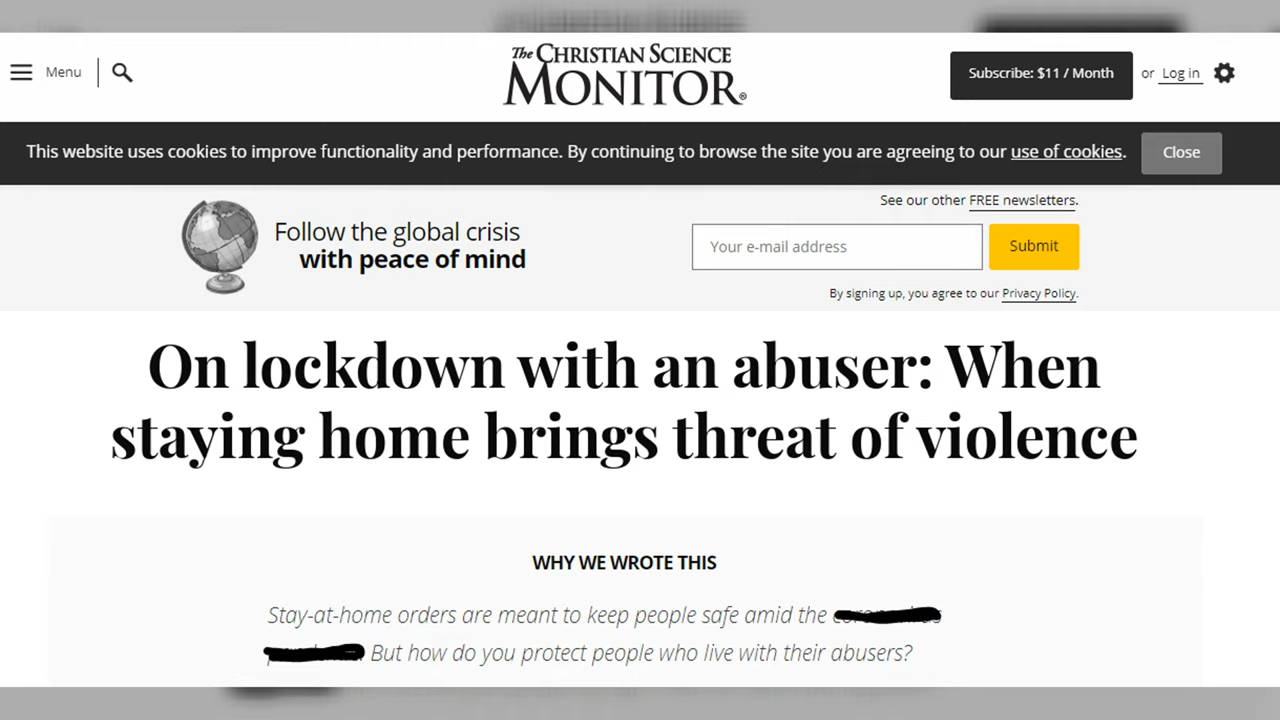 Menu
The CHRISTIAN SCIENCE
MONITOR®
Subscribe: $11 / Month
or Log in
This website uses cookies to improve functionality and performance. By continuing to browse the site you are agreeing to our use of cookies.
Close
Follow the global crisis
with peace of mind
See our other FREE newsletters.
Your e-mail address
Submit
By signing up, you agree to our Privacy Policy.
On lockdown with an abuser: When
staying home brings threat of violence
WHY WE WROTE THIS
Stay-at-home orders are meant to keep people safe amid the
But how do you protect people who live with their abusers?